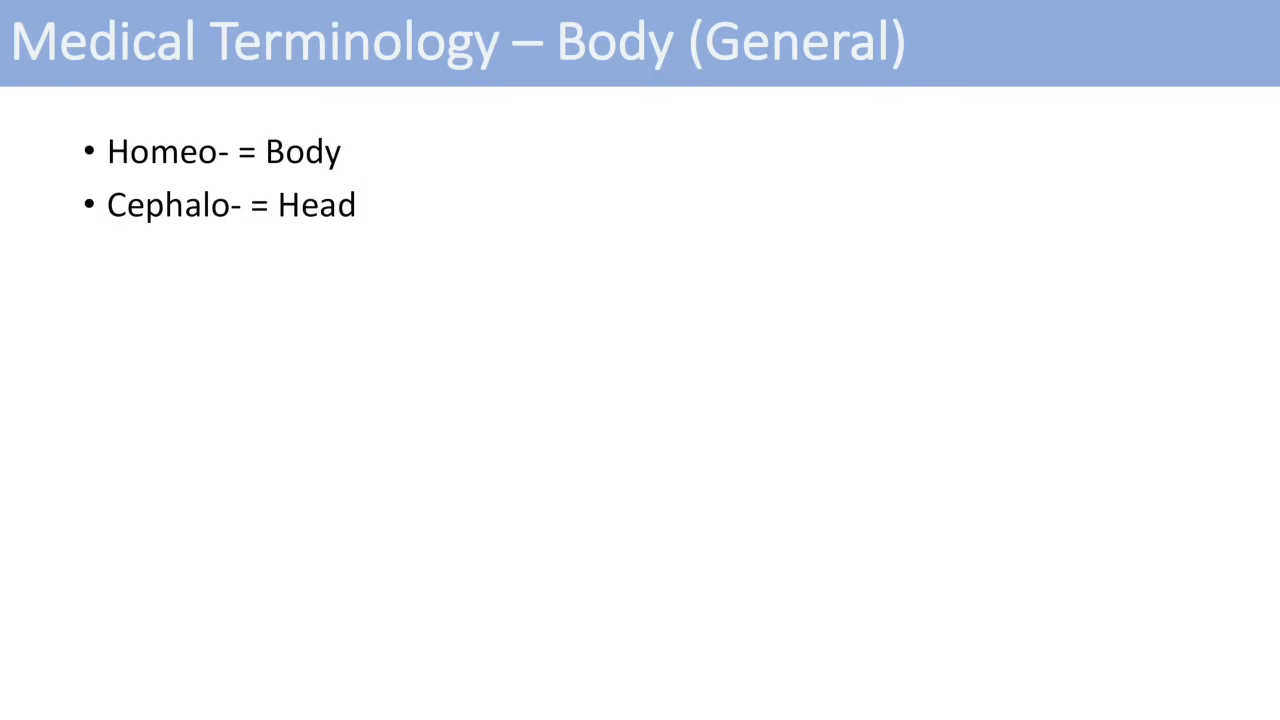 Medical Terminology – Body (General)
• Homeo- = Body
• Cephalo- = Head